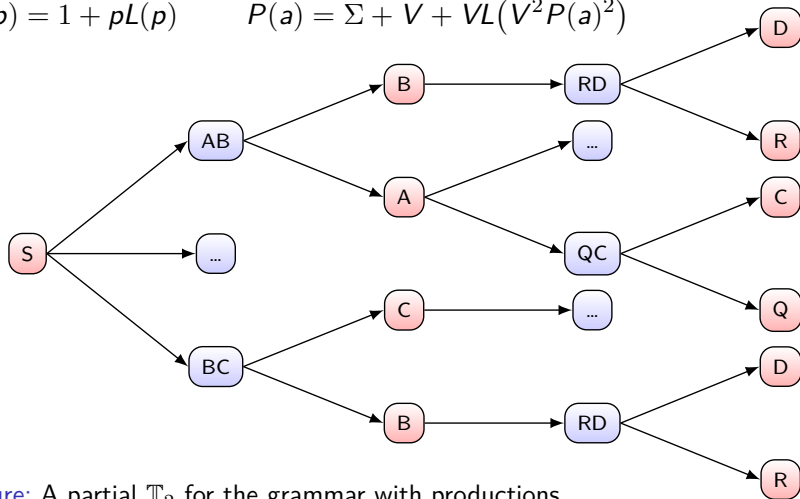 p) = 1 + pL(p)    P(a) = Σ + V + VL(V²P(a)²)
D
B RD
AB ... R
A C
S ... QC
C ... Q
BC D
B RD
R
ure: A partial 𝕋₂ for the grammar with productions